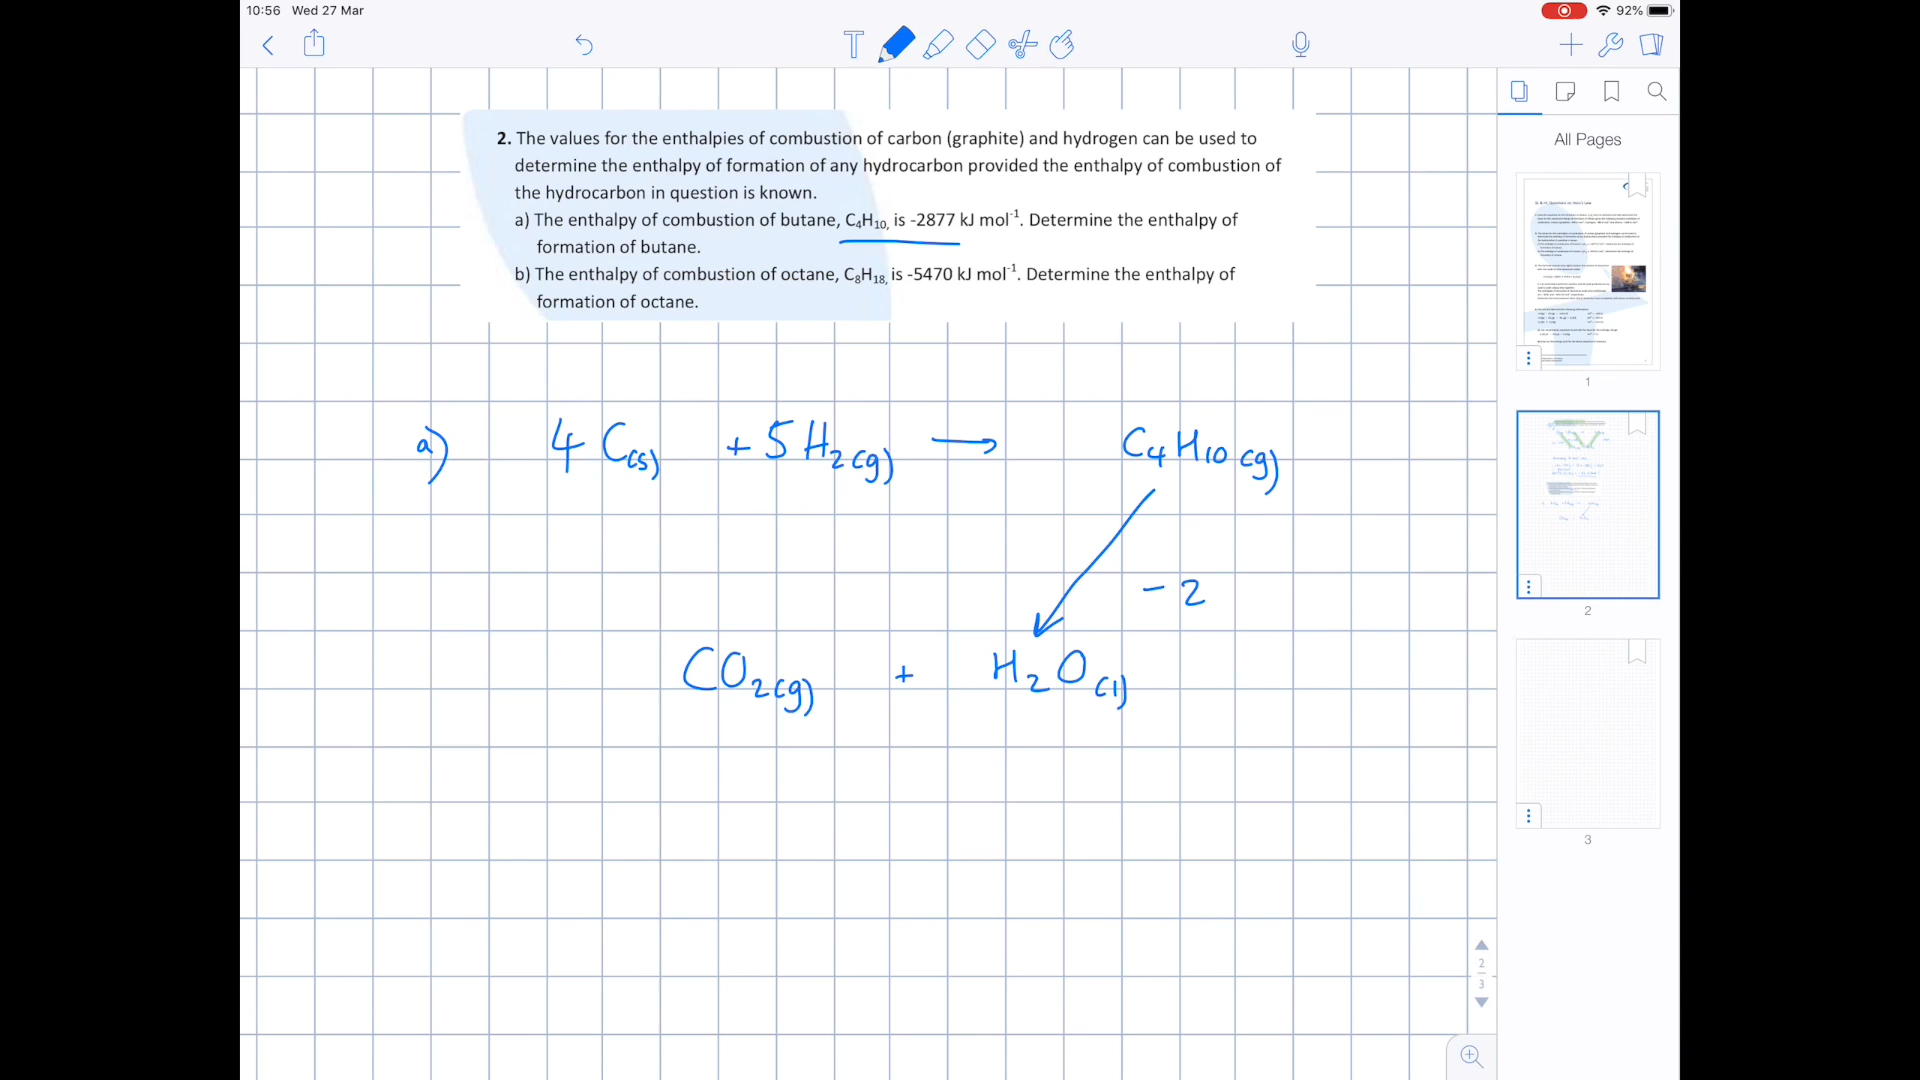 10:56 Wed 27 Mar
92%
T
All Pages
2. The values for the enthalpies of combustion of carbon (graphite) and hydrogen can be used to
determine the enthalpy of formation of any hydrocarbon provided the enthalpy of combustion of
the hydrocarbon in question is known.
a) The enthalpy of combustion of butane, C₄H₁₀, is -2877 kJ mol⁻¹. Determine the enthalpy of
formation of butane.
b) The enthalpy of combustion of octane, C₈H₁₈, is -5470 kJ mol⁻¹. Determine the enthalpy of
formation of octane.
a) 4 C(s) + 5 H₂(g) → C₄H₁₀(g)
- 2
CO₂(g) + H₂O(l)
1
2
3
2
3